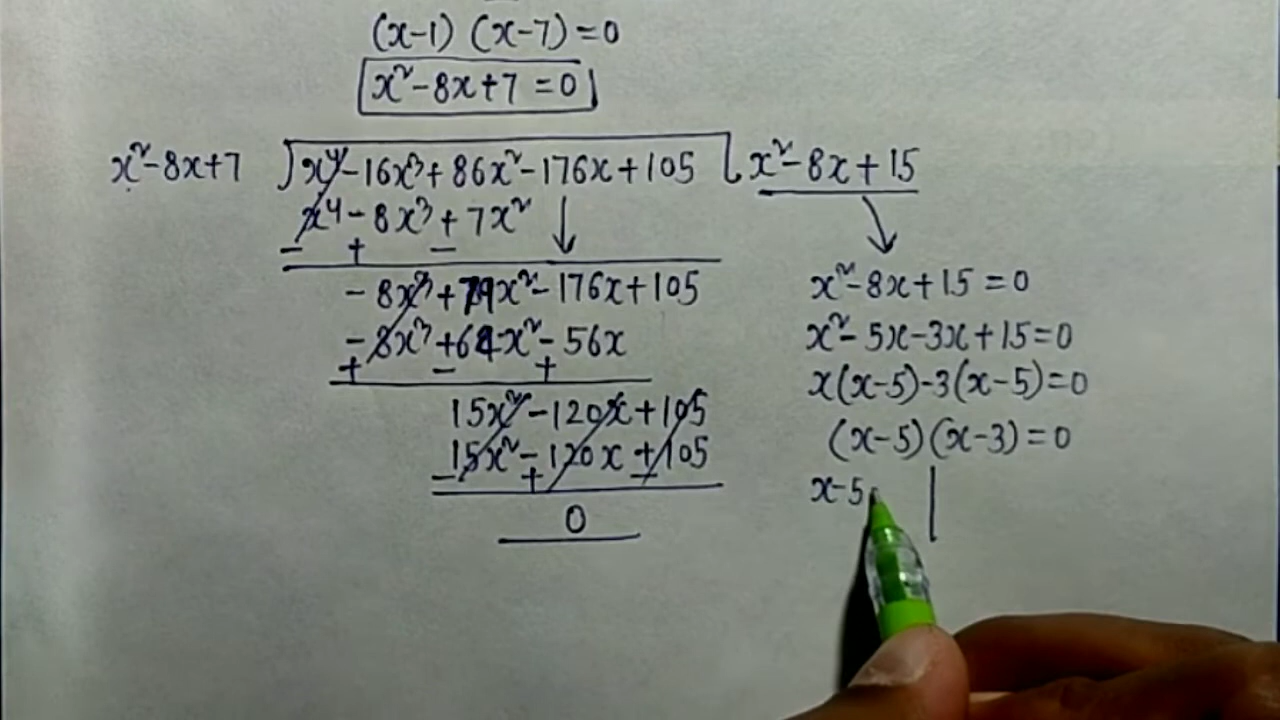 (x-1) (x-7) = 0
x² - 8x + 7 = 0
x² - 8x + 7 ) x⁴ - 16x³ + 86x² - 176x + 105 ( x² - 8x + 15
x⁴ - 8x³ + 7x²
- + -
- 8x³ + 79x² - 176x + 105
- 8x³ + 64x² - 56x
+ - +
15x² - 120x + 105
15x² - 120x + 105
- + -
0
x² - 8x + 15 = 0
x² - 5x - 3x + 15 = 0
x(x-5) - 3(x-5) = 0
(x-5)(x-3) = 0
x-5